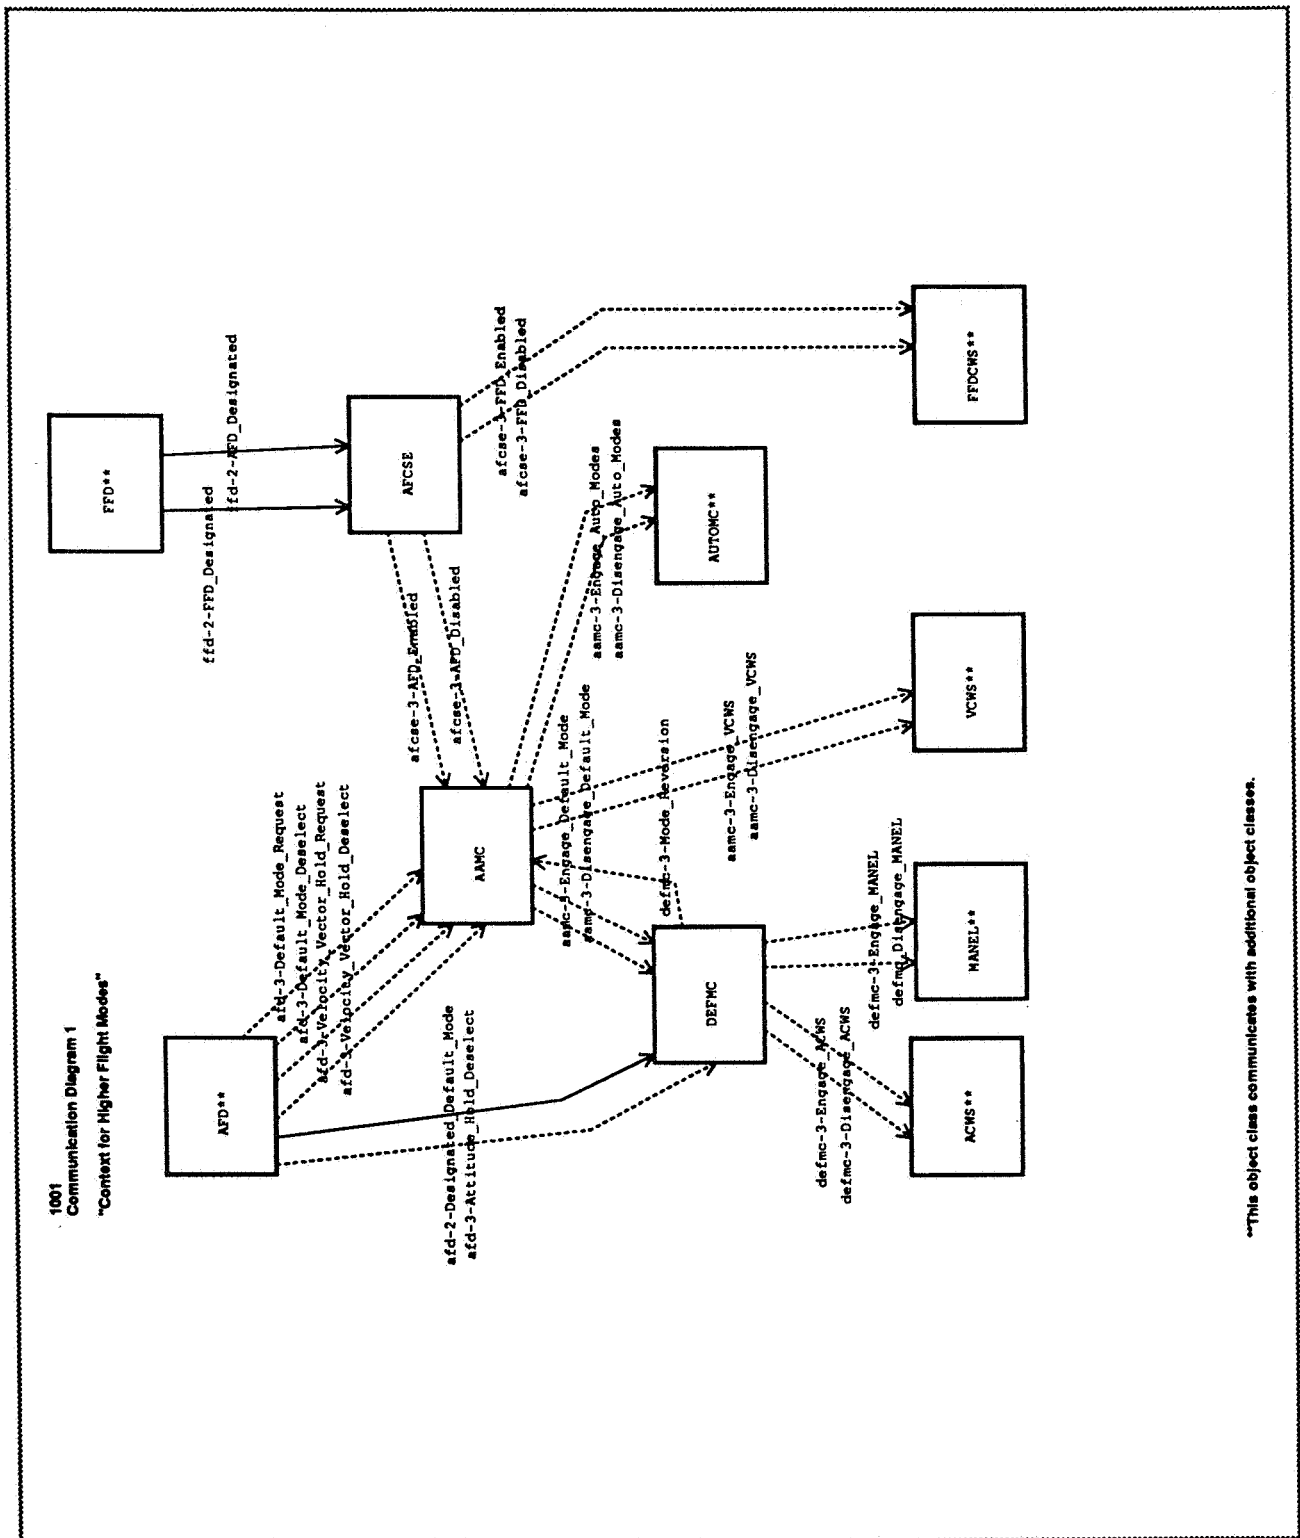 1001
Communication Diagram 1
"Context for Higher Flight Modes"
AFD**
FFD**
afd-3-Default_Mode_Request
afd-3-Default_Mode_Deselect
afd-3-Velocity_Vector_Hold_Request
afd-3-Velocity_Vector_Hold_Deselect
ffd-2-FFD_Designated
ffd-2-AFD_Designated
AFCSE
afcse-3-AFD_Enabled
afcse-3-AFD_Disabled
AAMC
afd-2-Designated_Default_Mode
afd-3-Attitude_Hold_Deselect
afcse-3-FFD_Enabled
afcse-3-FFD_Disabled
aamc-3-Engage_Default_Mode
aamc-3-Disengage_Default_Mode
aamc-3-Engage_Auto_Modes
aamc-3-Disengage_Auto_Modes
defmc-3-Mode_Reversion
DEFMC
AUTOMC**
aamc-3-Engage_VCWS
aamc-3-Disengage_VCWS
defmc-3-Engage_ACWS
defmc-3-Disengage_ACWS
defmc-3-Engage_MANEL
defmc_Disengage_MANEL
ACWS**
MANEL**
VCWS**
FFDCWS**
**This object class communicates with additional object classes.